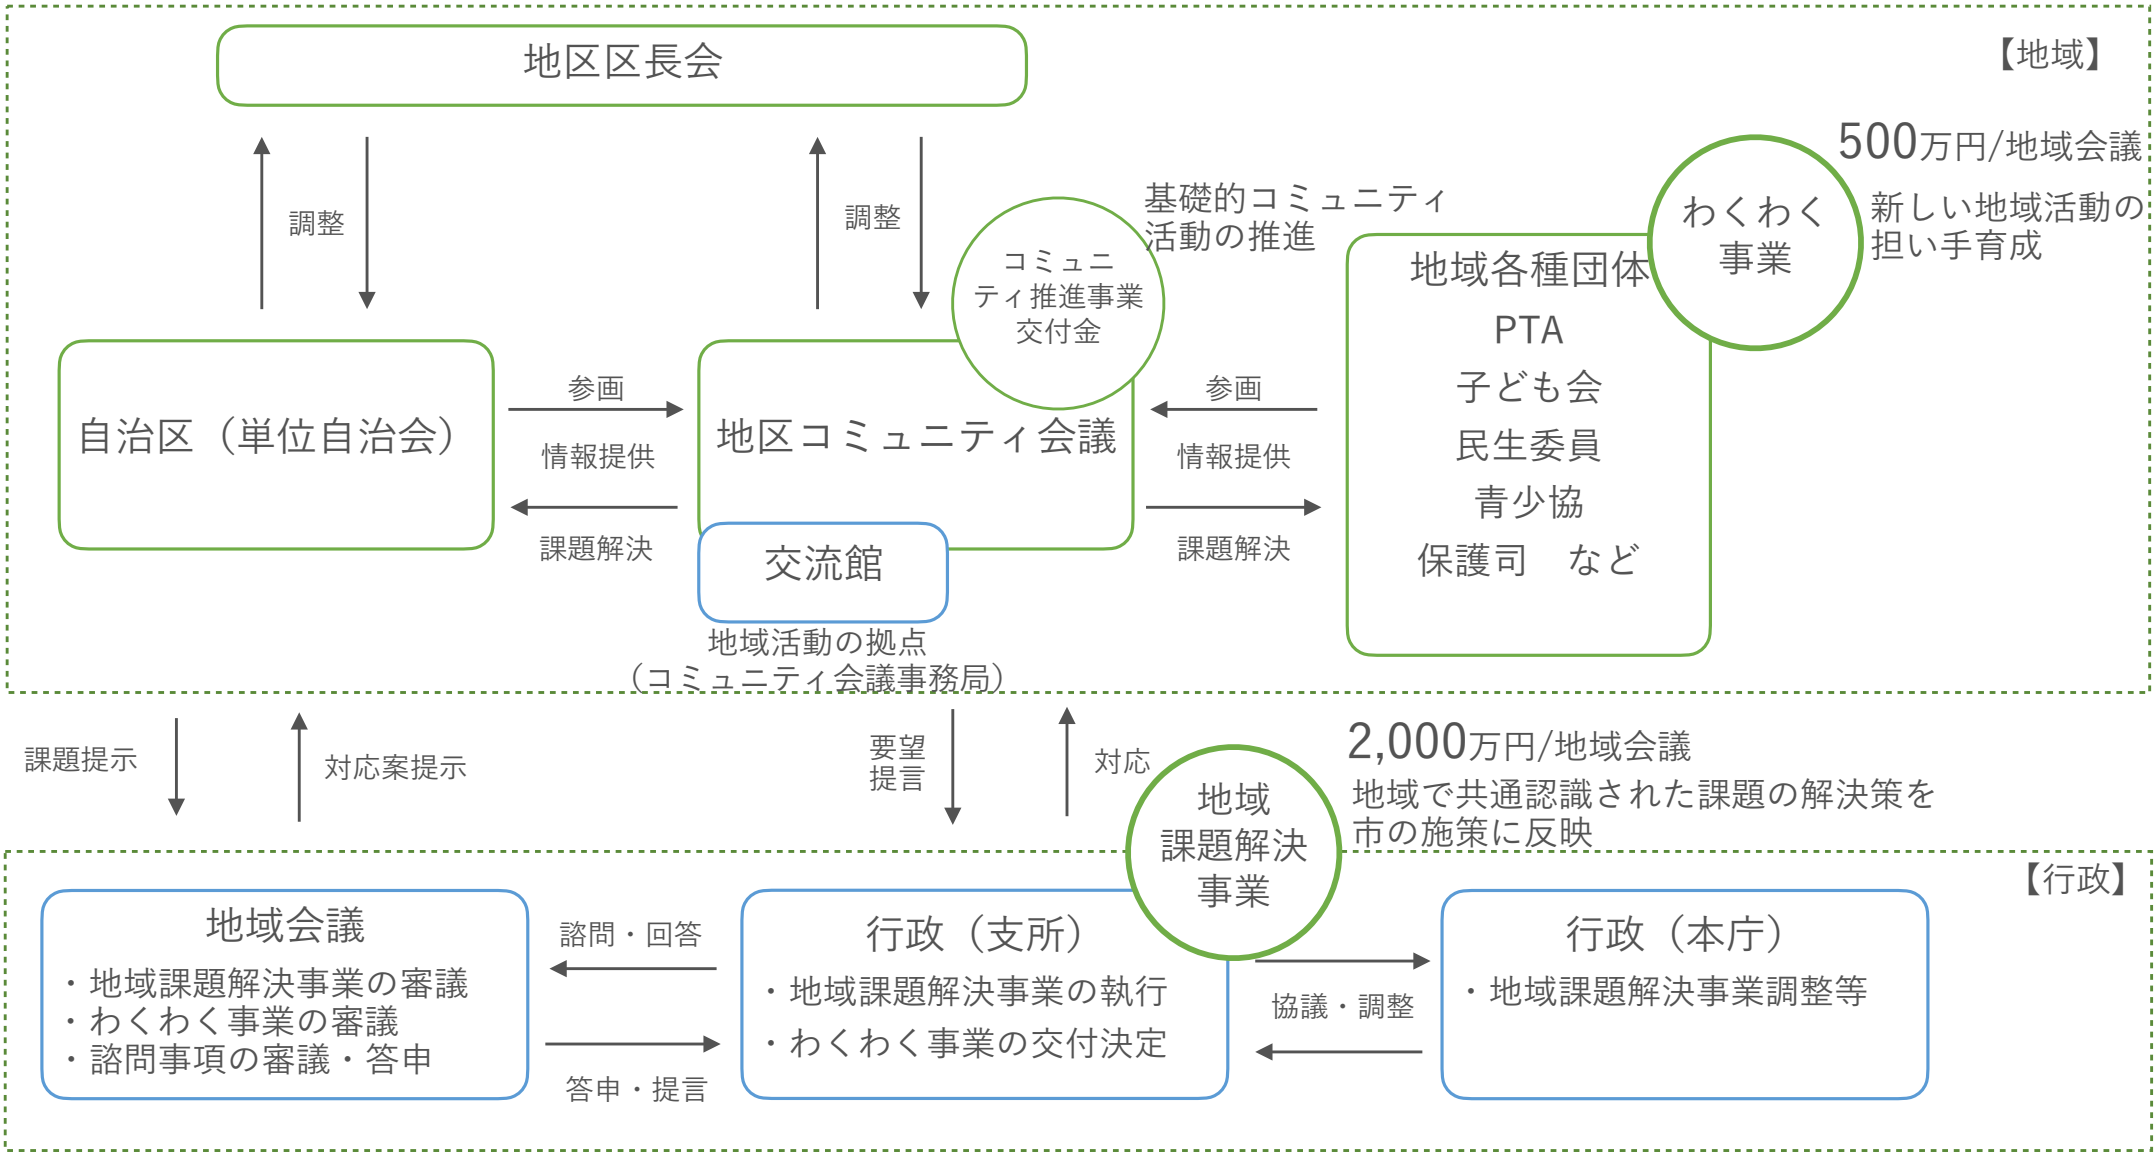 地区区長会
【地域】
500万円/地域会議
わくわく
事業
新しい地域活動の
担い手育成
調整
調整
基礎的コミュニティ
活動の推進
コミュニ
ティ推進事業
交付金
地域各種団体
PTA
子ども会
民生委員
青少協
保護司　など
自治区（単位自治会）
参画
情報提供
課題解決
地区コミュニティ会議
参画
情報提供
課題解決
交流館
地域活動の拠点
（コミュニティ会議事務局）
課題提示
対応案提示
要望
提言
対応
地域
課題解決
事業
2,000万円/地域会議
地域で共通認識された課題の解決策を
市の施策に反映
【行政】
地域会議
・地域課題解決事業の審議
・わくわく事業の審議
・諮問事項の審議・答申
諮問・回答
答申・提言
行政（支所）
・地域課題解決事業の執行
・わくわく事業の交付決定
協議・調整
行政（本庁）
・地域課題解決事業調整等